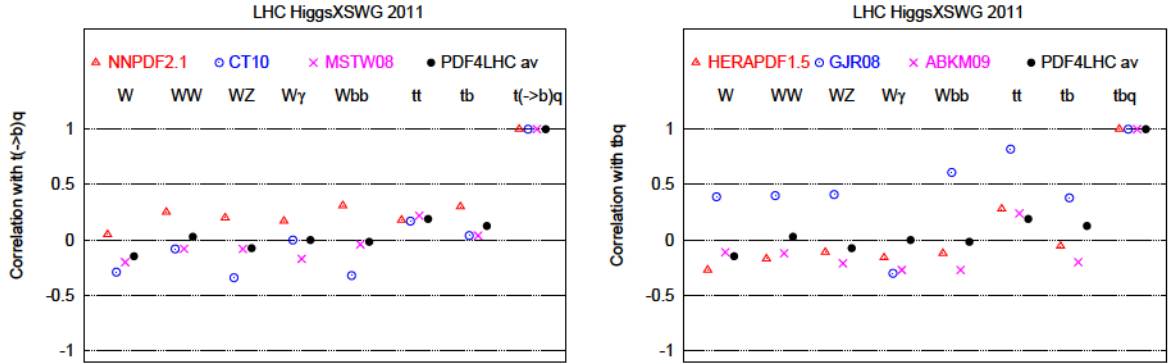 LHC HiggsXSWG 2011
NNPDF2.1 CT10 MSTW08 PDF4LHC av
W WW WZ Wγ Wbb tt tb t(->b)q
1
0.5
0
-0.5
-1
Correlation with t(->b)q
LHC HiggsXSWG 2011
HERAPDF1.5 GJR08 ABKM09 PDF4LHC av
W WW WZ Wγ Wbb tt tb tbq
1
0.5
0
-0.5
-1
Correlation with tbq